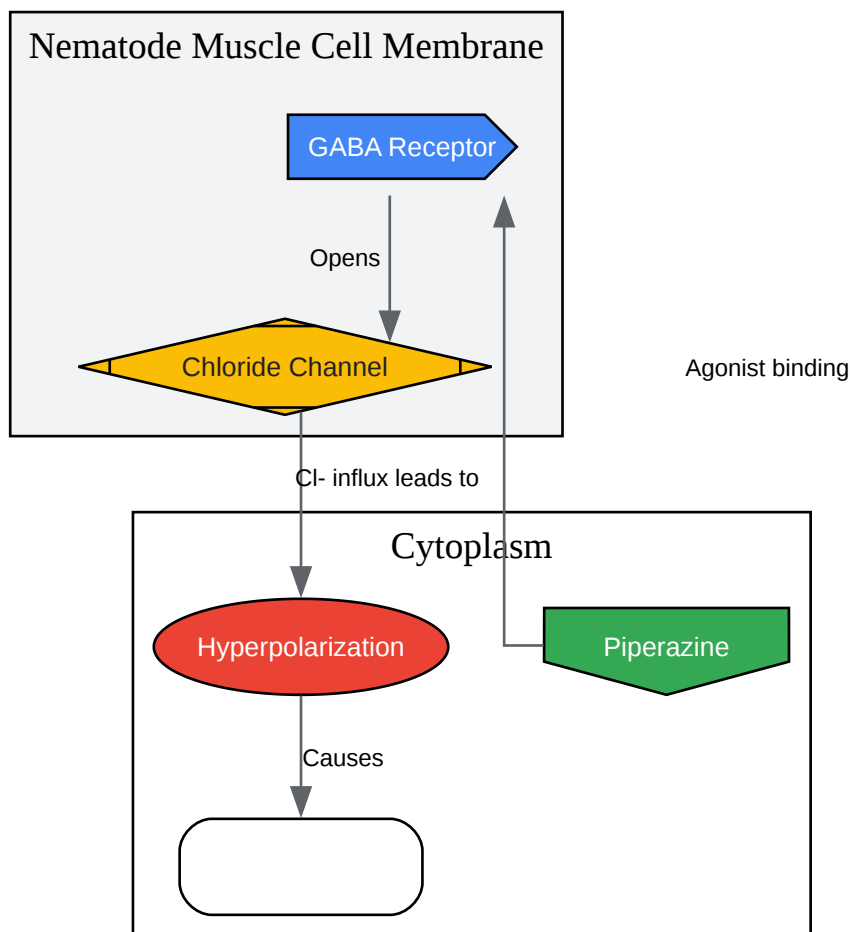 Nematode Muscle Cell Membrane
GABA Receptor
Opens
Chloride Channel
Agonist binding
Cl- influx leads to
Cytoplasm
Hyperpolarization
Piperazine
Causes